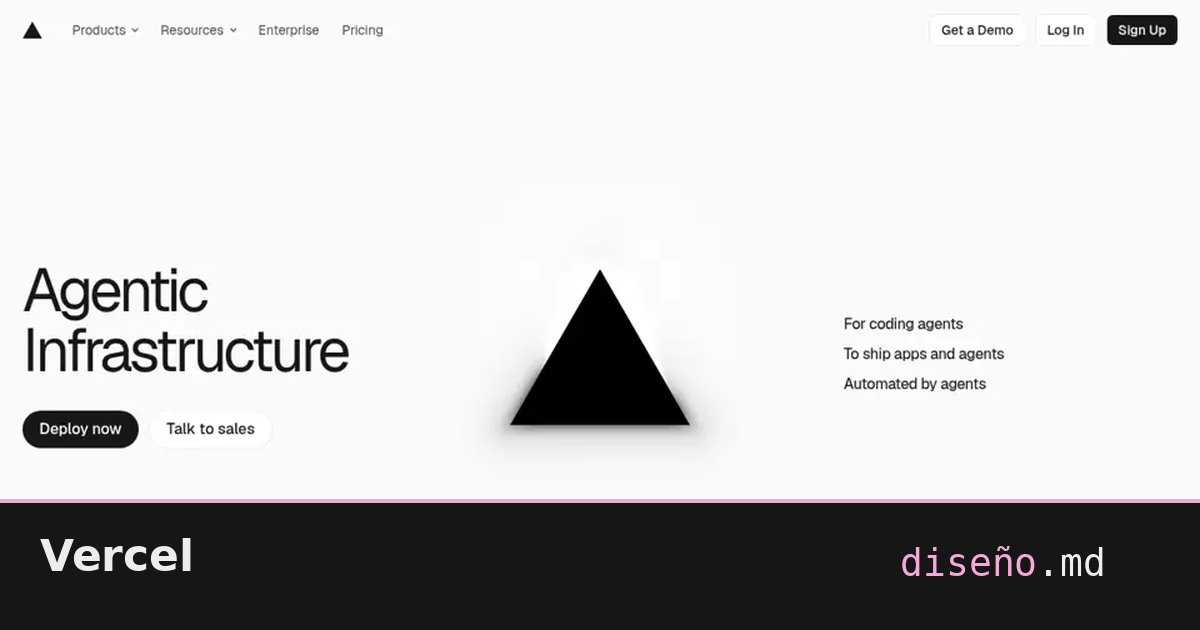 Products Resources Enterprise Pricing Get a Demo Log In Sign Up
Agentic
Infrastructure
Deploy now Talk to sales
For coding agents
To ship apps and agents
Automated by agents
Vercel
diseño.md